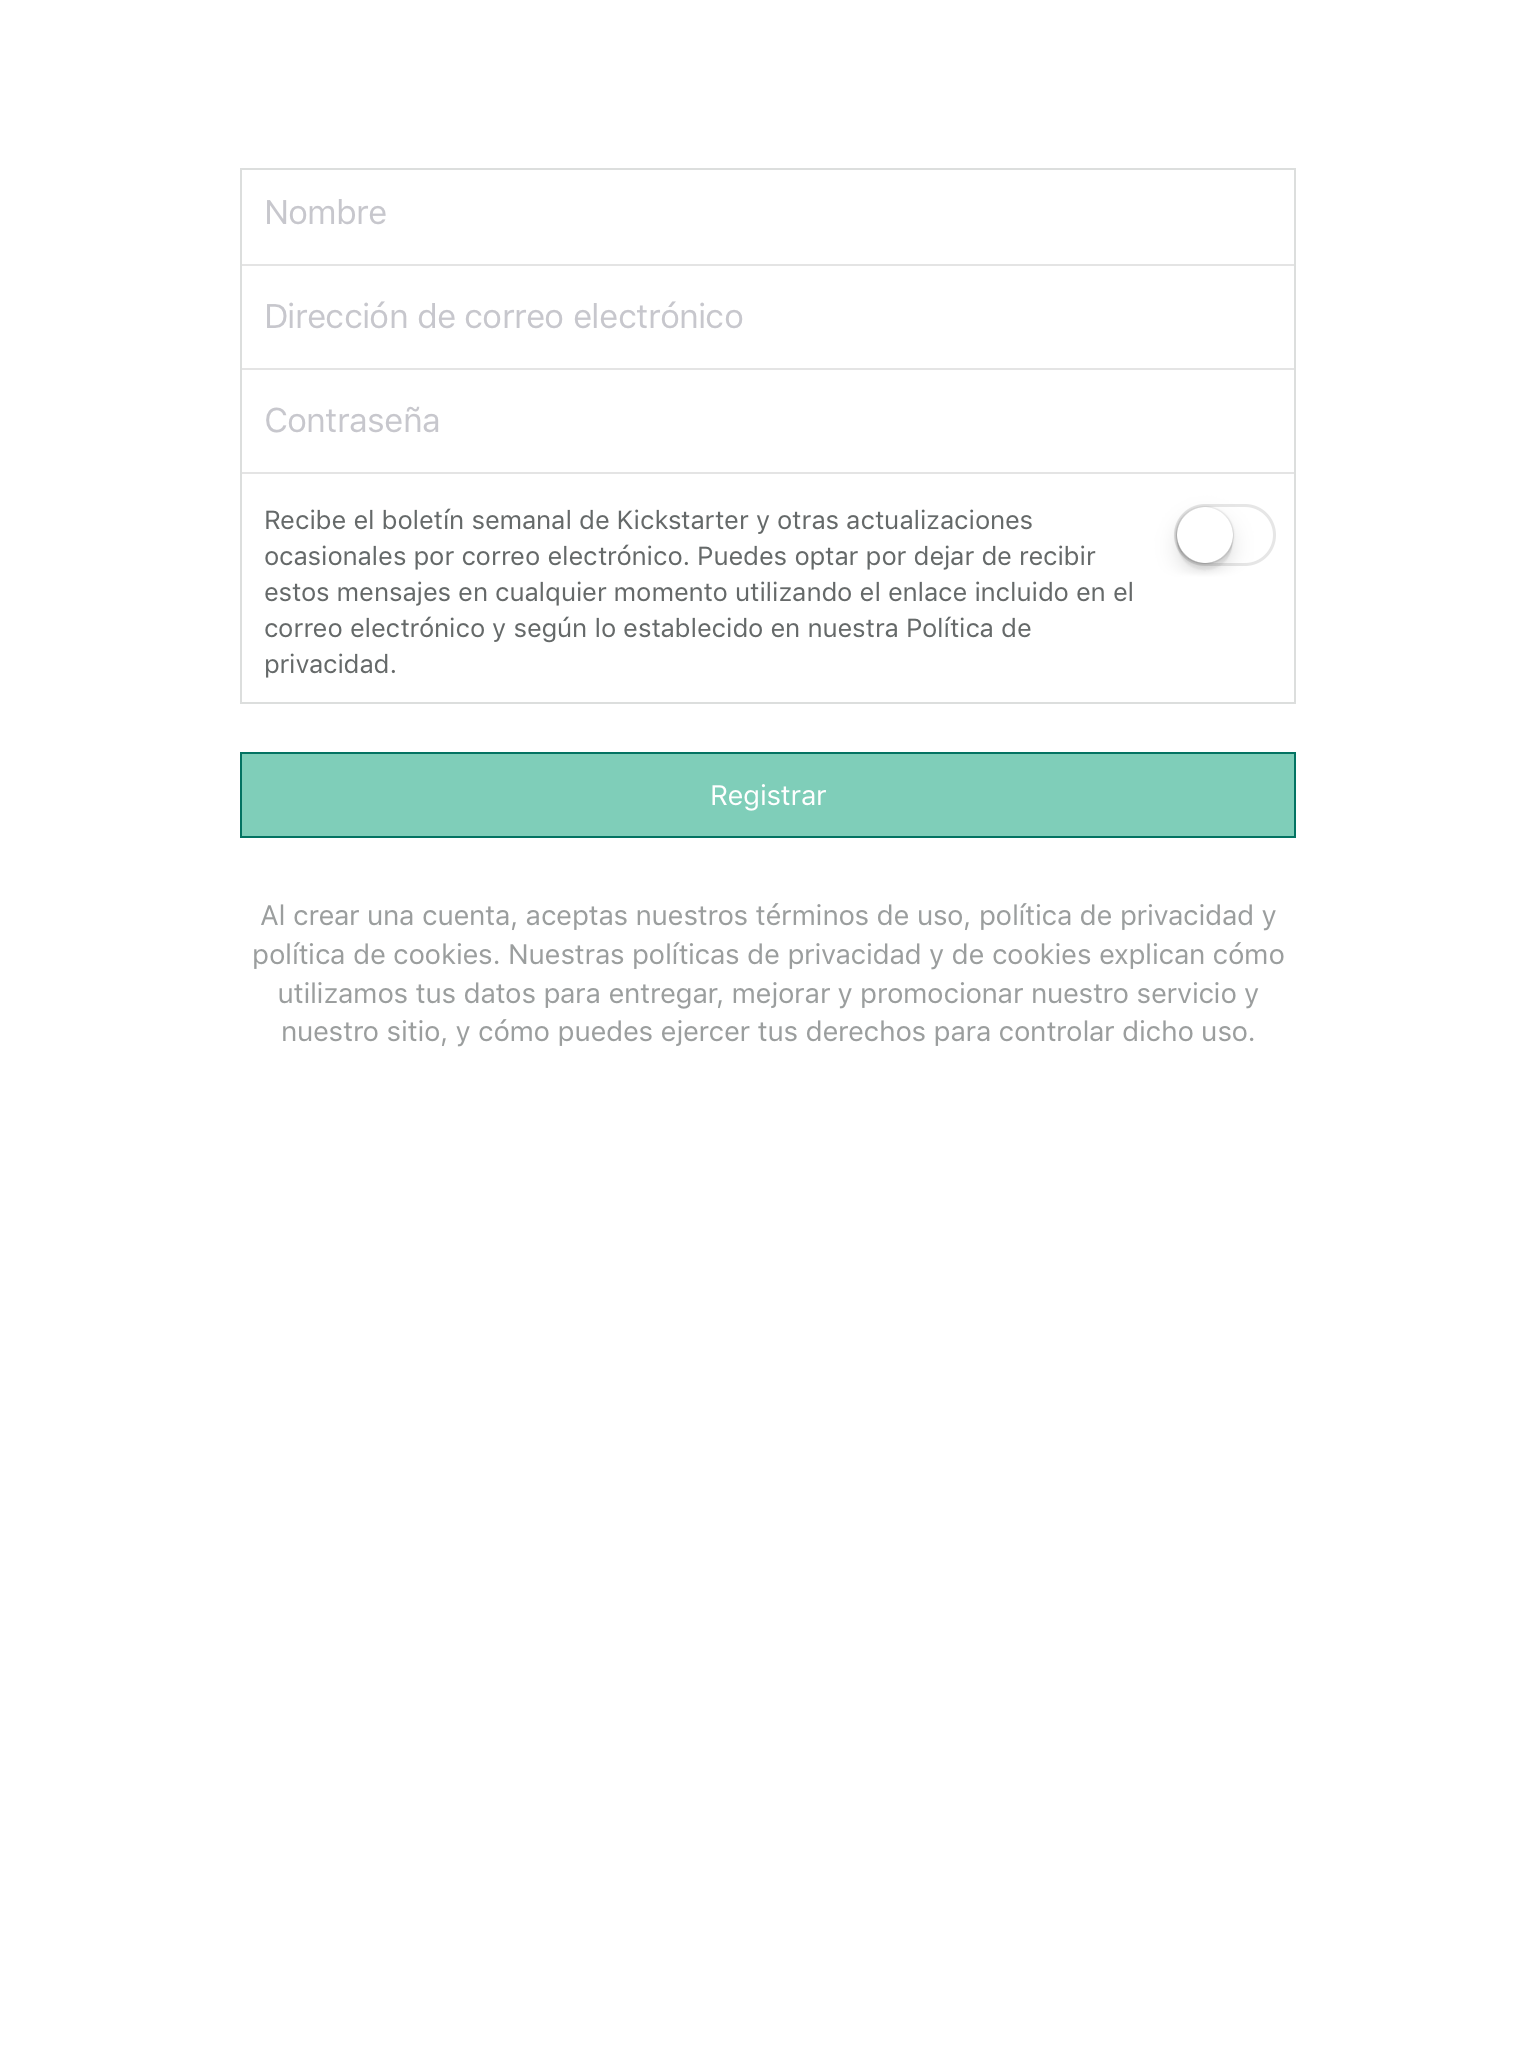 Nombre
Dirección de correo electrónico
Contraseña
Recibe el boletín semanal de Kickstarter y otras actualizaciones
ocasionales por correo electrónico. Puedes optar por dejar de recibir
estos mensajes en cualquier momento utilizando el enlace incluido en el
correo electrónico y según lo establecido en nuestra Política de
privacidad.
Registrar
Al crear una cuenta, aceptas nuestros términos de uso, política de privacidad y
política de cookies. Nuestras políticas de privacidad y de cookies explican cómo
utilizamos tus datos para entregar, mejorar y promocionar nuestro servicio y
nuestro sitio, y cómo puedes ejercer tus derechos para controlar dicho uso.